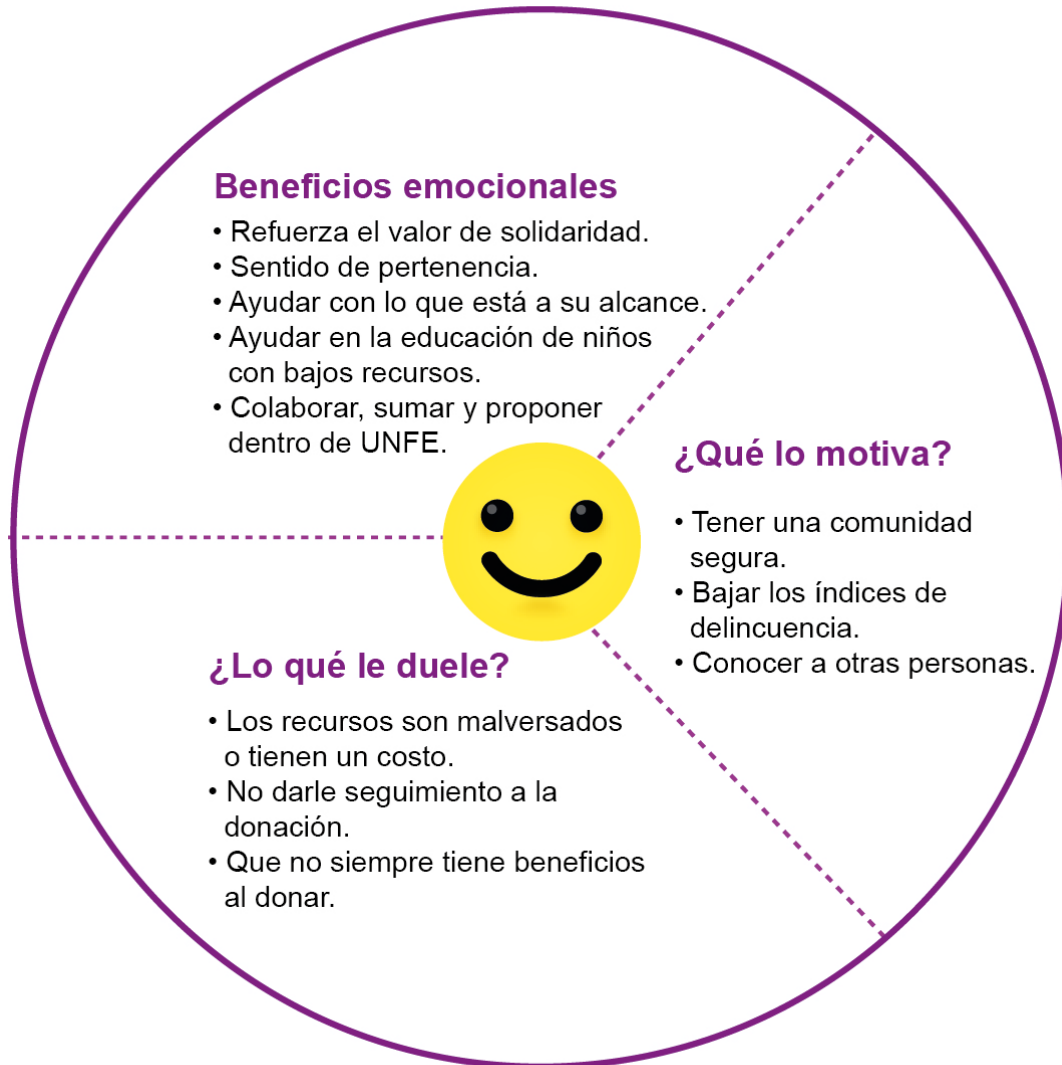 Beneficios emocionales
• Refuerza el valor de solidaridad.
• Sentido de pertenencia.
• Ayudar con lo que está a su alcance.
• Ayudar en la educación de niños
con bajos recursos.
• Colaborar, sumar y proponer
dentro de UNFE.
¿Qué lo motiva?
• Tener una comunidad
segura.
• Bajar los índices de
delincuencia.
• Conocer a otras personas.
¿Lo qué le duele?
• Los recursos son malversados
o tienen un costo.
• No darle seguimiento a la
donación.
• Que no siempre tiene beneficios
al donar.